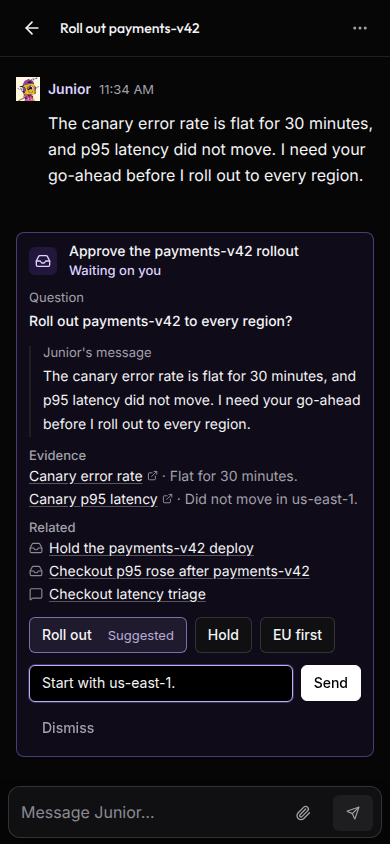 Roll out payments-v42
Junior 11:34 AM
The canary error rate is flat for 30 minutes,
and p95 latency did not move. I need your
go-ahead before I roll out to every region.
Approve the payments-v42 rollout
Waiting on you
Question
Roll out payments-v42 to every region?
Junior's message
The canary error rate is flat for 30 minutes, and
p95 latency did not move. I need your go-ahead
before I roll out to every region.
Evidence
Canary error rate · Flat for 30 minutes.
Canary p95 latency · Did not move in us-east-1.
Related
Hold the payments-v42 deploy
Checkout p95 rose after payments-v42
Checkout latency triage
Roll out Suggested Hold EU first
Start with us-east-1. Send
Dismiss
Message Junior...